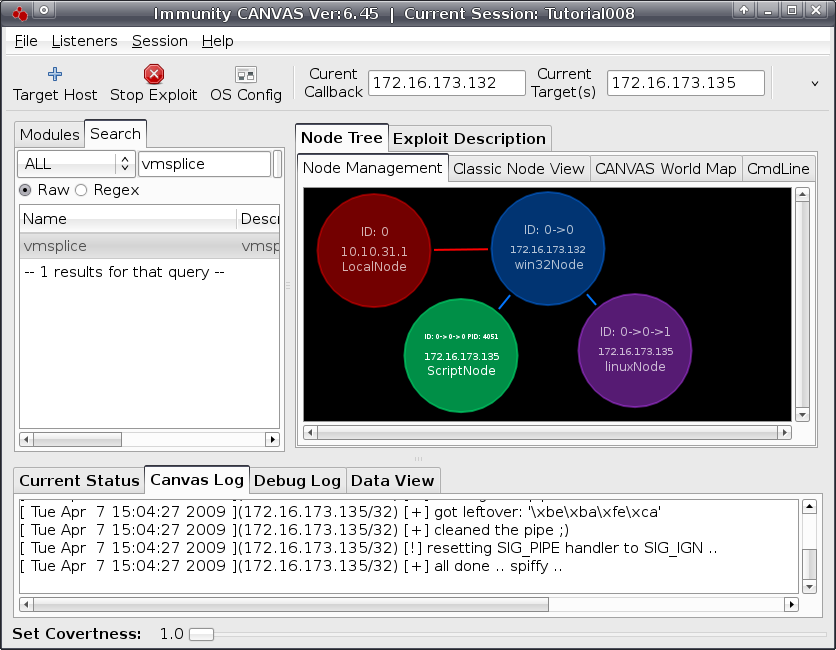 Immunity CANVAS Ver:6.45 | Current Session: Tutorial008
File Listeners Session Help
Target Host Stop Exploit OS Config
Curent Callback 172.16.173.132
Current Target(s) 172.16.173.135
Modules Search
ALL vmsplice
Raw Regex
Name Descr
vmsplice vmsp
-- 1 results for that query --
Node Tree Exploit Description
Node Management Classic Node View CANVAS World Map CmdLine
ID: 0
10.10.31.1
LocalNode
ID: 0->0
172.16.173.132
win32Node
ID: 0->0->0 PID: 4051
172.16.173.135
ScriptNode
ID: 0->0->1
172.16.173.135
linuxNode
Current Status Canvas Log Debug Log Data View
[ Tue Apr 7 15:04:27 2009 ](172.16.173.135/32) [+] got leftover: '\xbe\xba\xfe\xca'
[ Tue Apr 7 15:04:27 2009 ](172.16.173.135/32) [+] cleaned the pipe ;)
[ Tue Apr 7 15:04:27 2009 ](172.16.173.135/32) [!] resetting SIG_PIPE handler to SIG_IGN ..
[ Tue Apr 7 15:04:27 2009 ](172.16.173.135/32) [+] all done .. spiffy ..
Set Covertness: 1.0